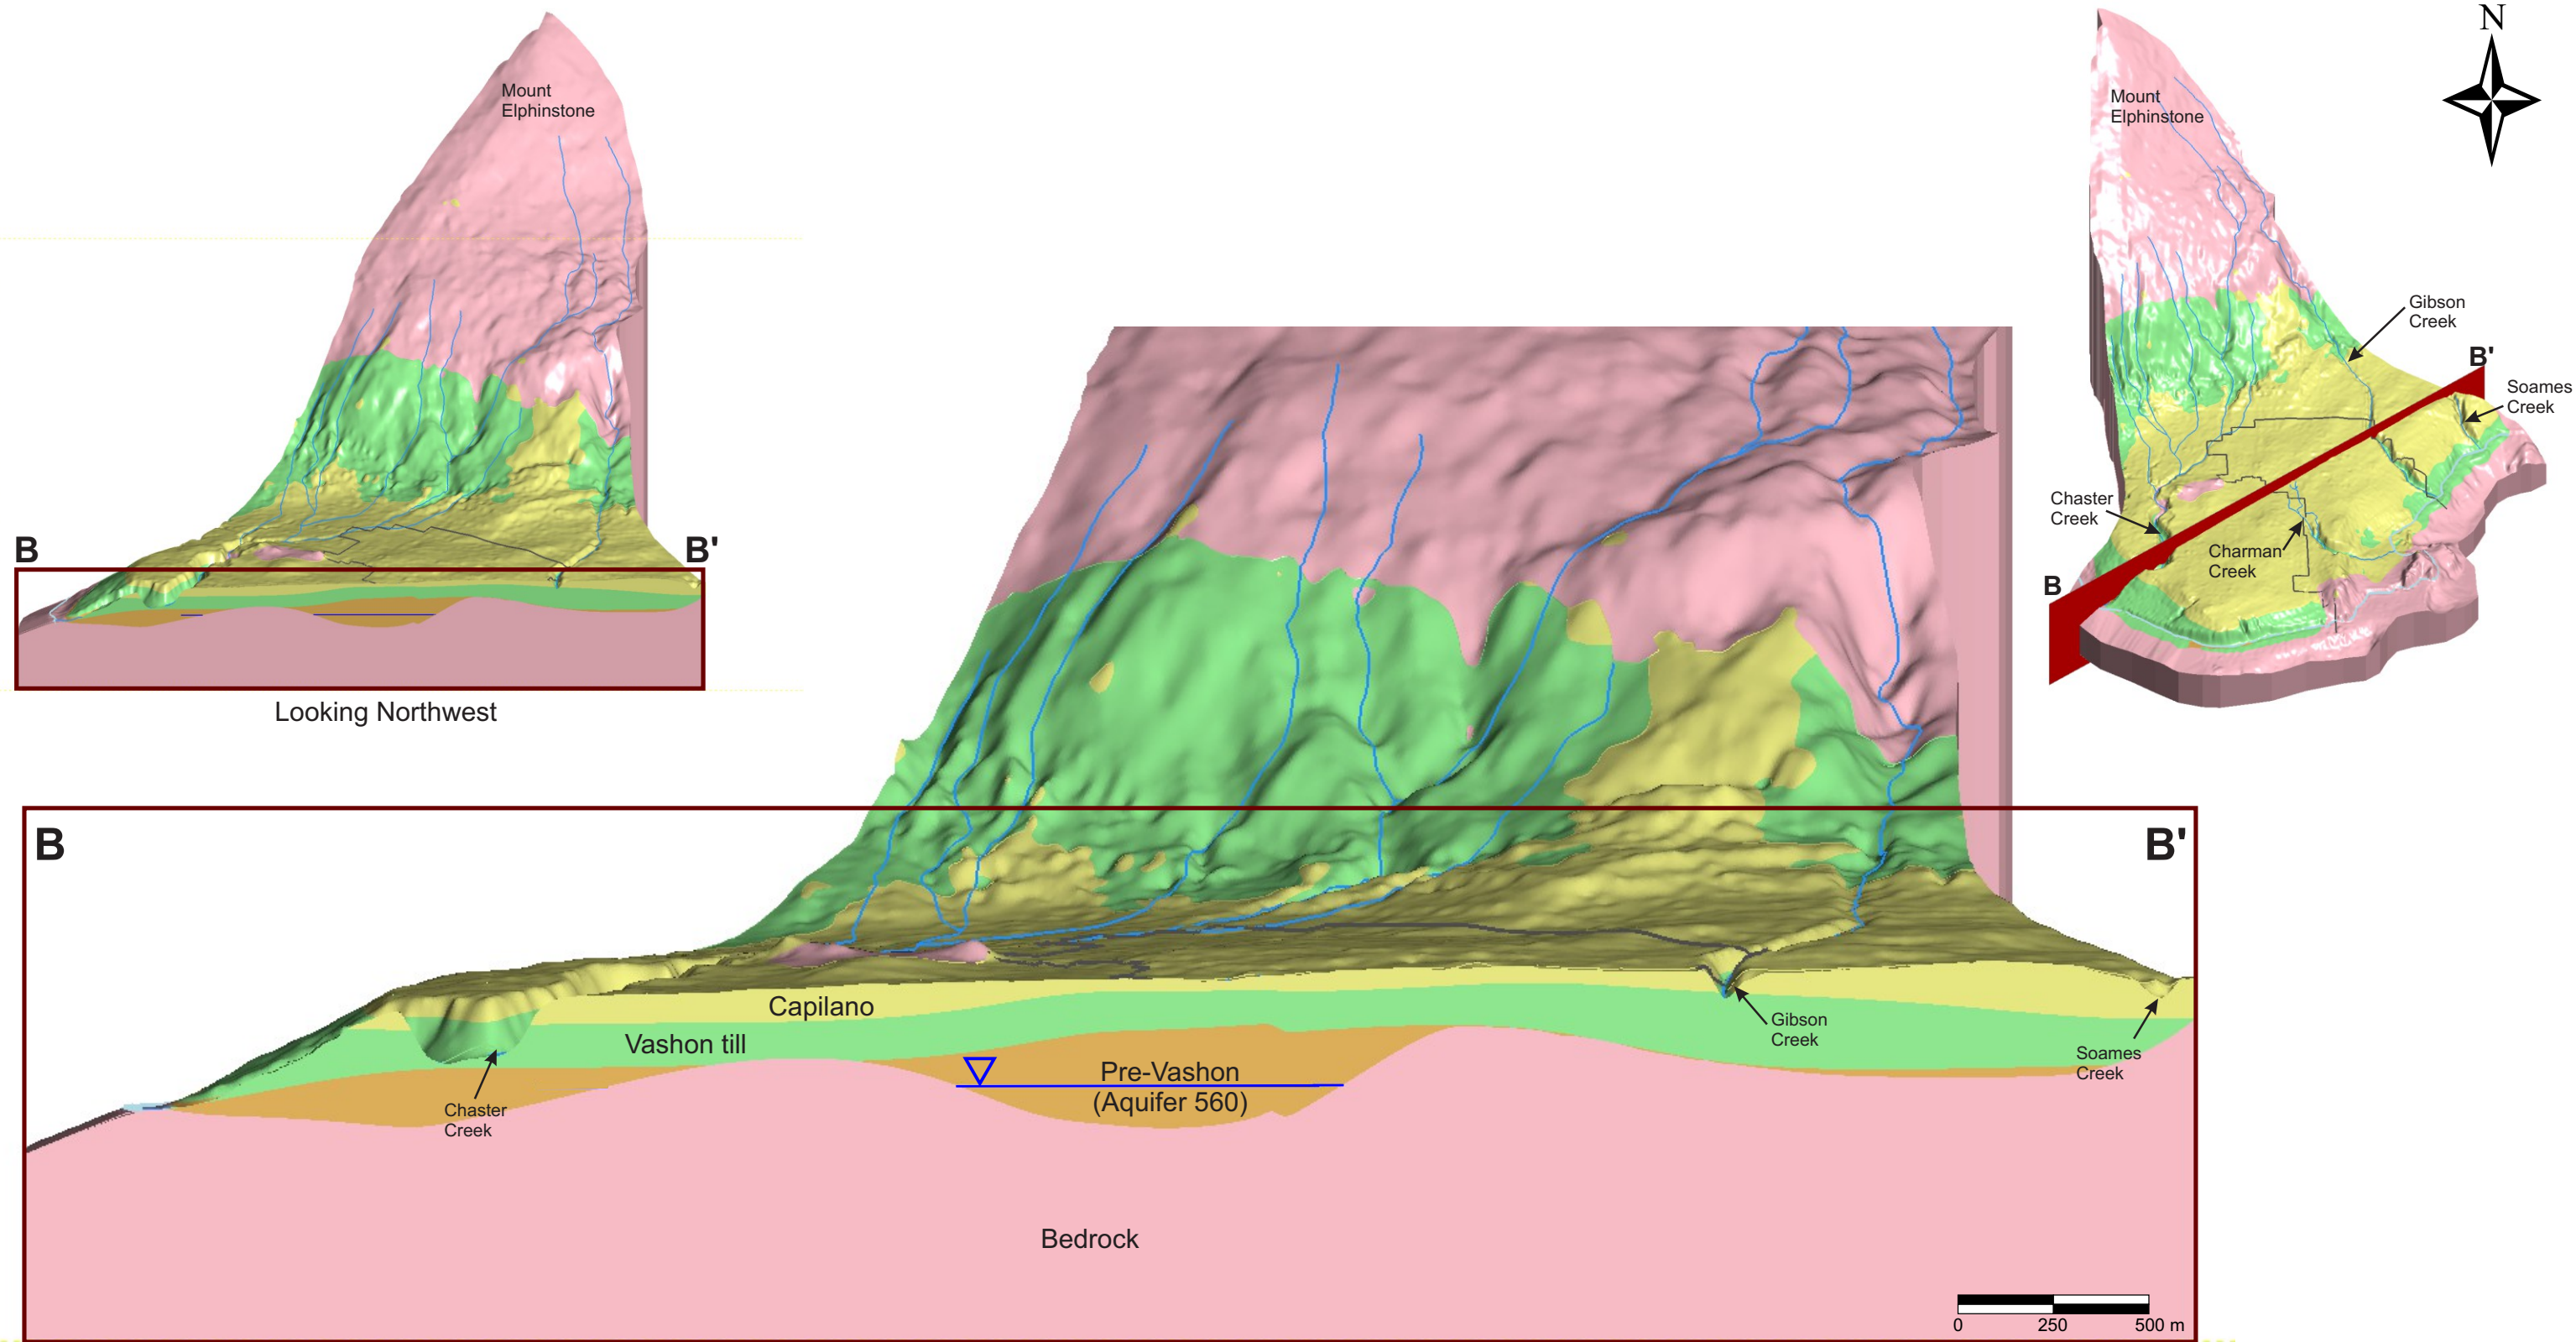 Mount
Elphinstone
B
B'
Looking Northwest
N
Mount
Elphinstone
Gibson
Creek
B'
Soames
Creek
Chaster
Creek
Charman
Creek
B
B
B'
Capilano
Vashon till
Pre-Vashon
(Aquifer 560)
Gibson
Creek
Soames
Creek
Chaster
Creek
Bedrock
0 250 500 m